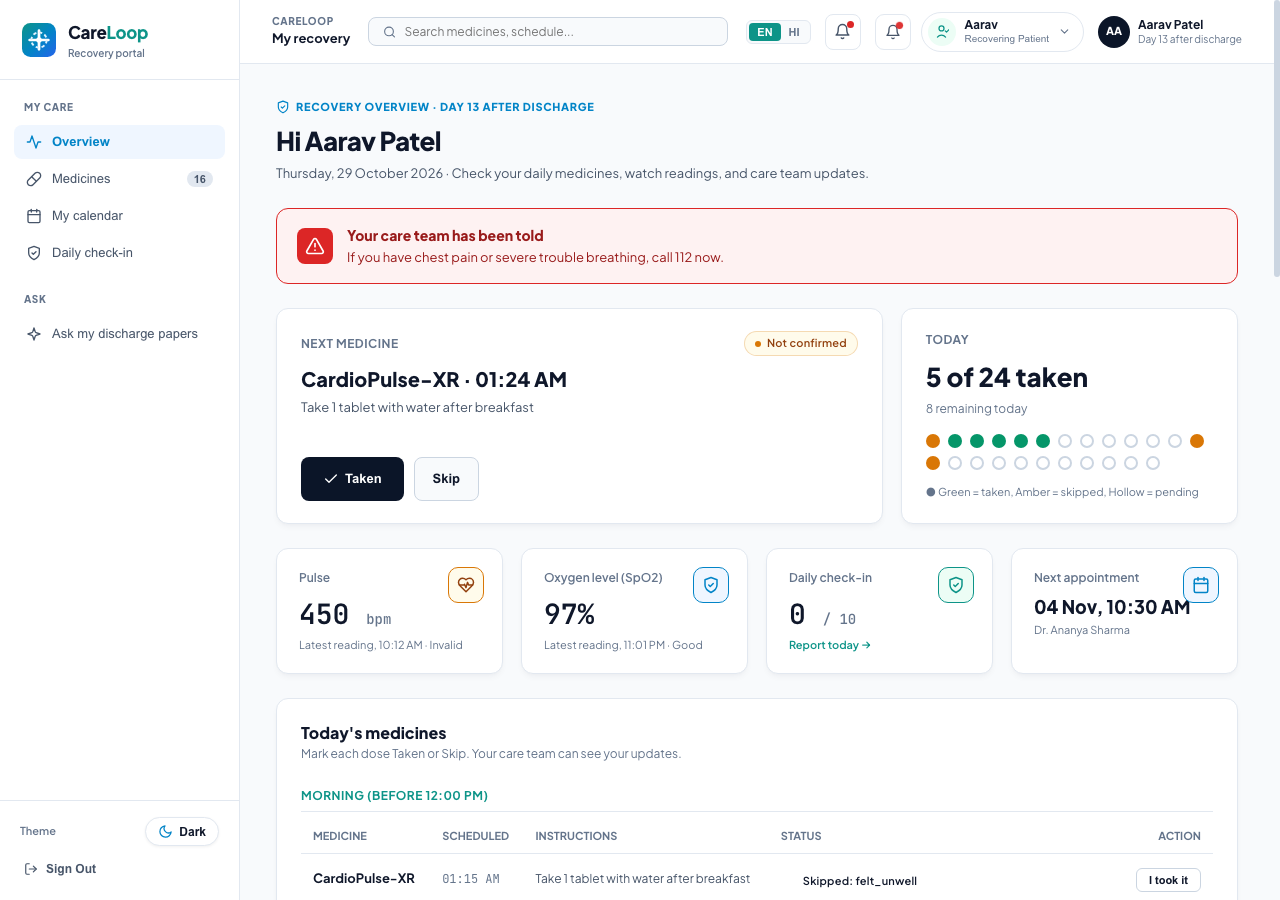 CareLoop
Recovery portal
MY CARE
Overview
Medicines 16
My calendar
Daily check-in
ASK
Ask my discharge papers
Theme Dark
Sign Out
CARELOOP
My recovery
Search medicines, schedule...
EN HI
Aarav
Recovering Patient
AA
Aarav Patel
Day 13 after discharge
RECOVERY OVERVIEW · DAY 13 AFTER DISCHARGE
Hi Aarav Patel
Thursday, 29 October 2026 · Check your daily medicines, watch readings, and care team updates.
Your care team has been told
If you have chest pain or severe trouble breathing, call 112 now.
NEXT MEDICINE
Not confirmed
CardioPulse-XR · 01:24 AM
Take 1 tablet with water after breakfast
Taken Skip
TODAY
5 of 24 taken
8 remaining today
Green = taken, Amber = skipped, Hollow = pending
Pulse
450 bpm
Latest reading, 10:12 AM · Invalid
Oxygen level (SpO2)
97%
Latest reading, 11:01 PM · Good
Daily check-in
0 / 10
Report today →
Next appointment
04 Nov, 10:30 AM
Dr. Ananya Sharma
Today's medicines
Mark each dose Taken or Skip. Your care team can see your updates.
MORNING (BEFORE 12:00 PM)
MEDICINE SCHEDULED INSTRUCTIONS STATUS ACTION
CardioPulse-XR 01:15 AM Take 1 tablet with water after breakfast Skipped: felt_unwell I took it